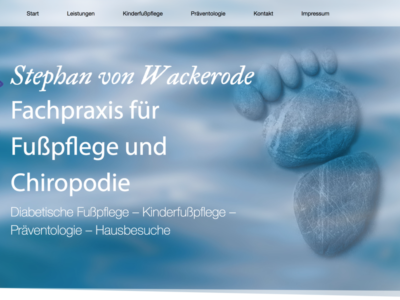 Start Leistungen Kinderfußpflege Präventologie Kontakt Impressum
Stephan von Wackerode
Fachpraxis für
Fußpflege und
Chiropodie
Diabetische Fußpflege – Kinderfußpflege –
Präventologie – Hausbesuche